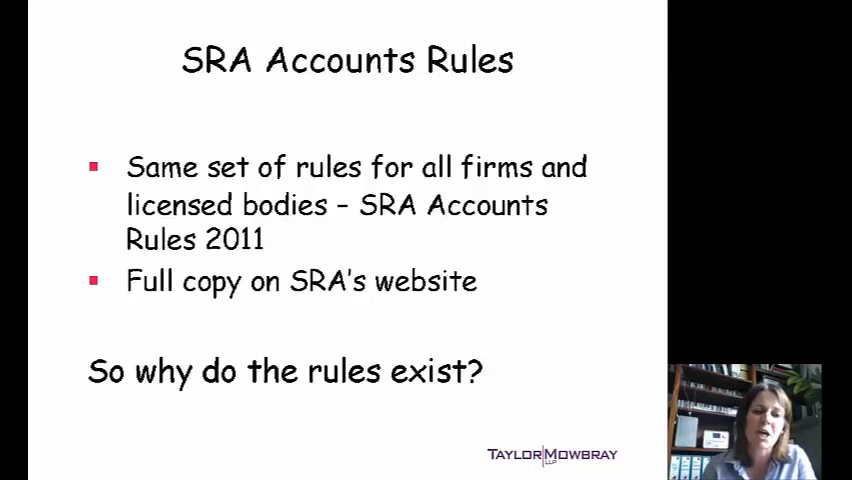 SRA Accounts Rules
Same set of rules for all firms and
licensed bodies – SRA Accounts
Rules 2011
Full copy on SRA's website
So why do the rules exist?
TAYLOR MOWBRAY
LLP